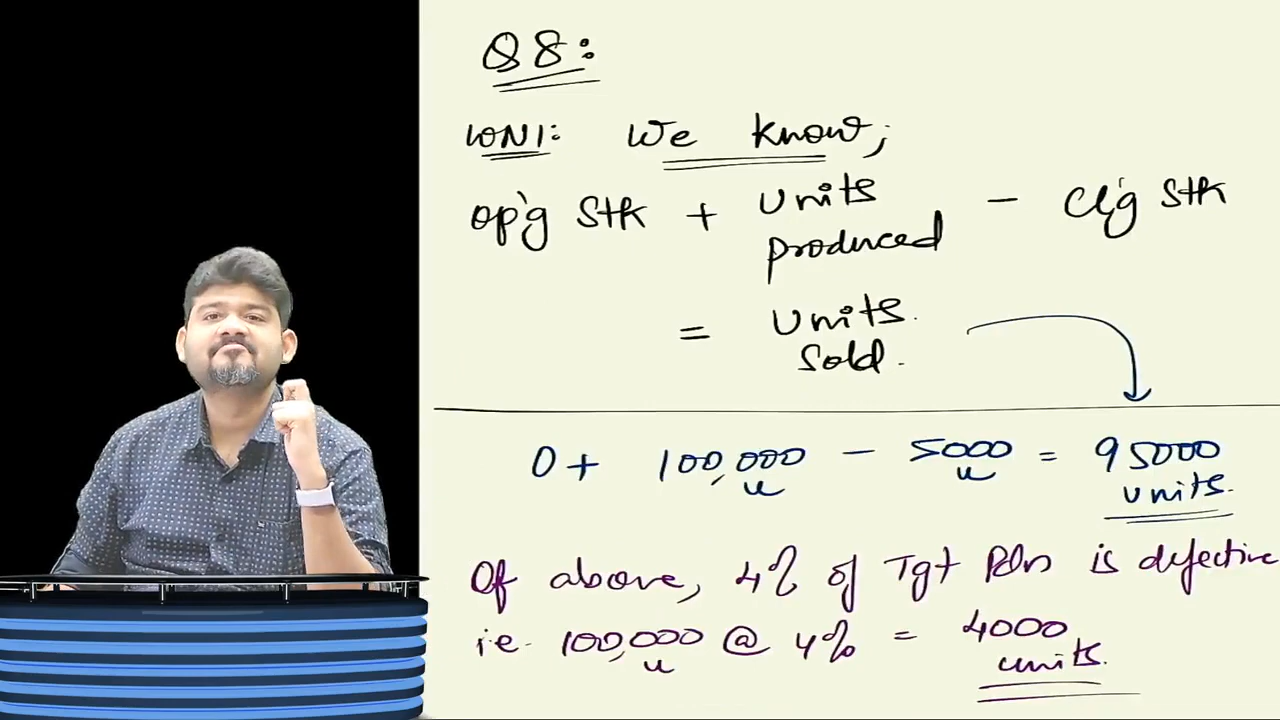 Q8:
WN1: We know;
op'g Stk + Units produced - Cl'g Stk
= Units sold.
0 + 100,000 u - 5000 u = 95000 units.
Of above, 4% of Tgt Pdn is defective
i.e. 100,000 u @ 4% = 4000 units.